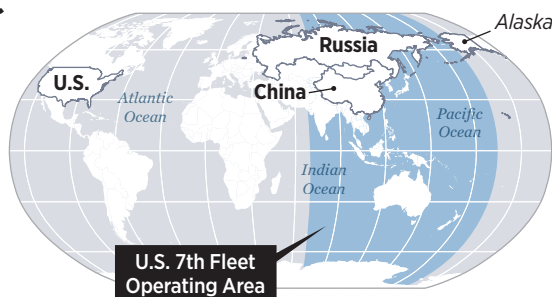 Alaska
Russia
U.S.
China
Atlantic
Ocean
Pacific
Ocean
Indian
Ocean
U.S. 7th Fleet
Operating Area